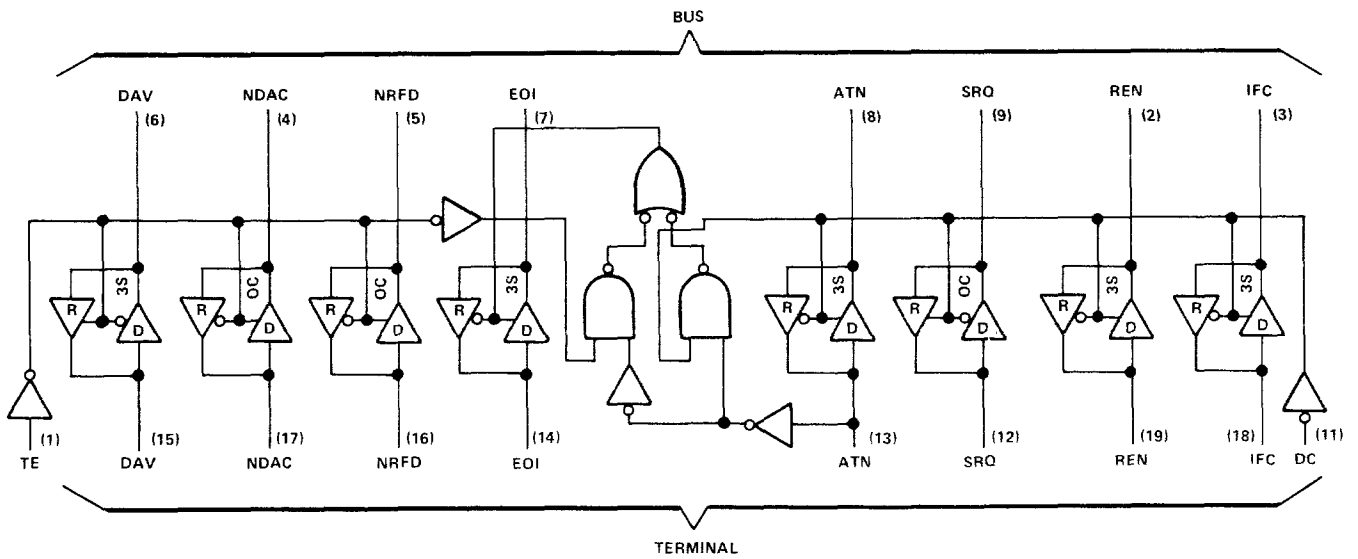 BUS
DAV NDAC NRFD EOI ATN SRQ REN IFC
(6) (4) (5) (7) (8) (9) (2) (3)
3S OC OC 3S 3S OC 3S 3S
R D R D R D R D R D R D R D R D
(1) (15) (17) (16) (14) (13) (12) (19) (18) (11)
TE DAV NDAC NRFD EOI ATN SRQ REN IFC DC
TERMINAL